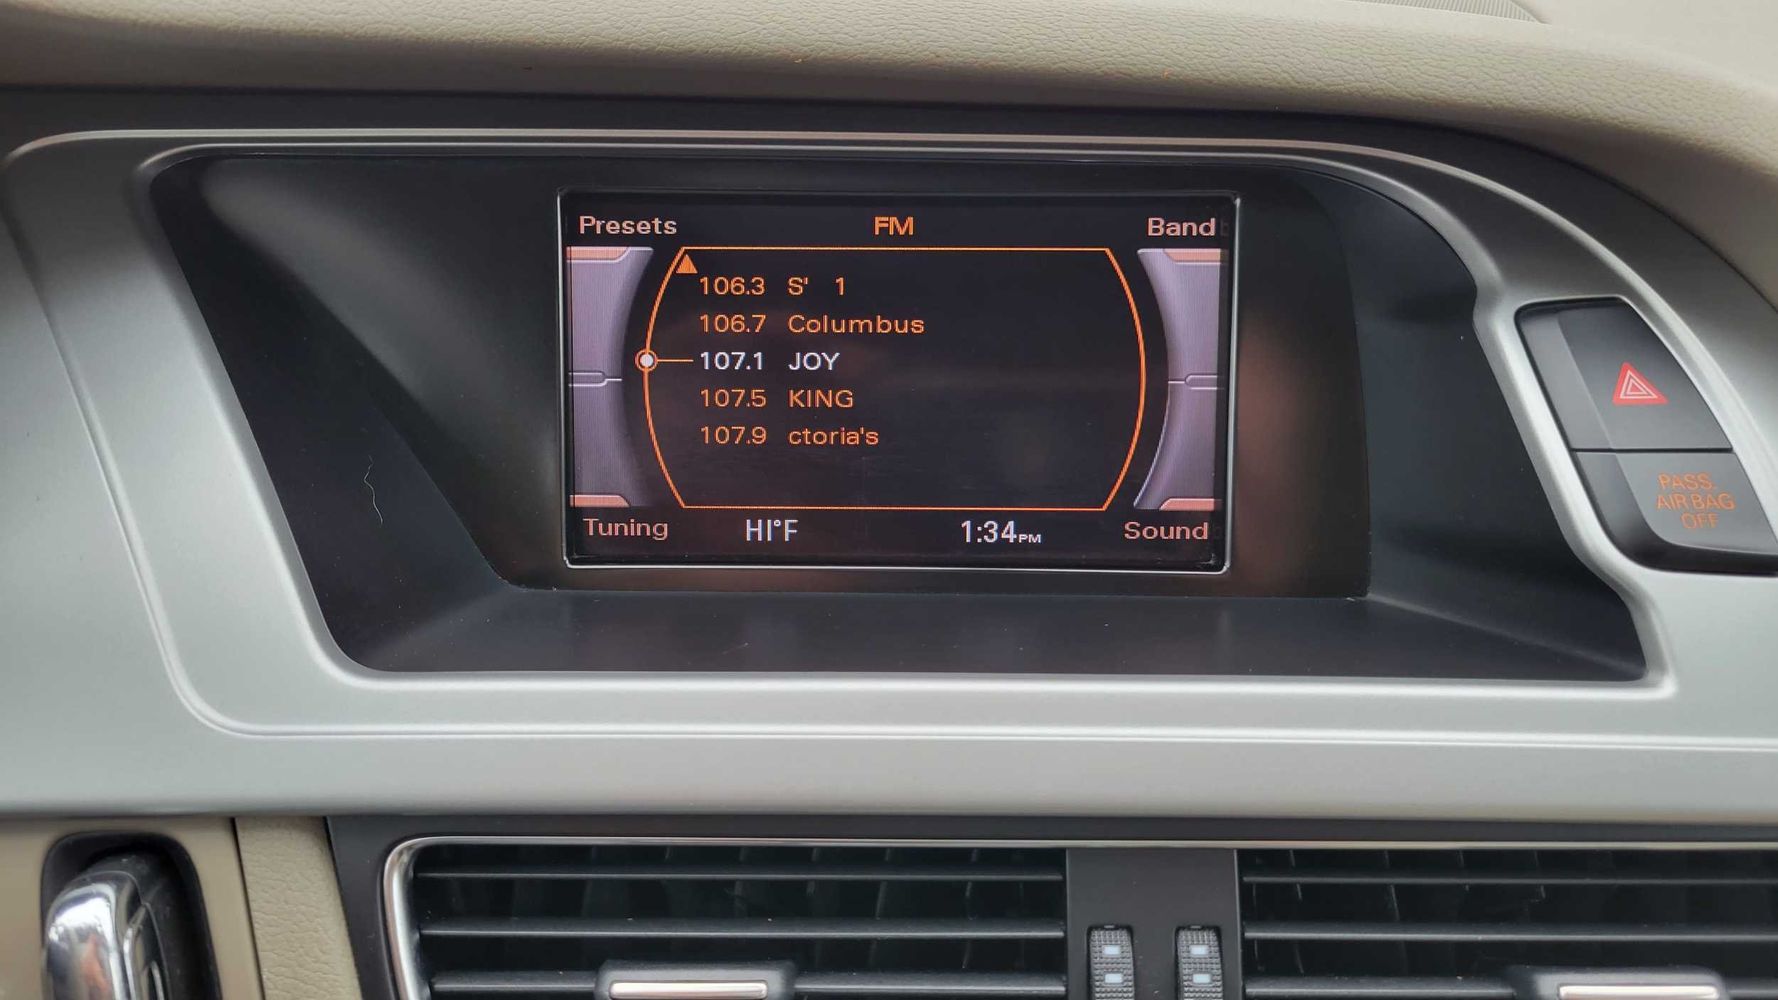 Presets FM Band
106.3 S' 1
106.7 Columbus
107.1 JOY
107.5 KING
107.9 ctoria's
Tuning HI°F 1:34PM Sound
PASS.
AIR BAG
OFF